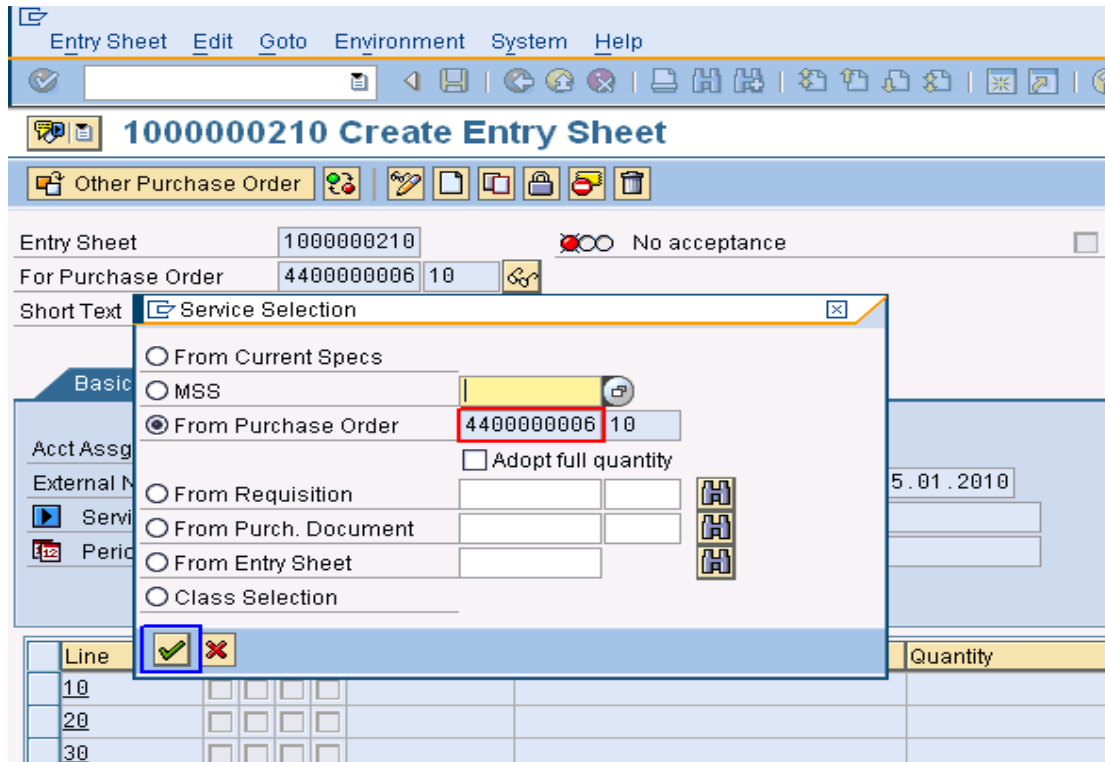 Entry Sheet Edit Goto Environment System Help
1000000210 Create Entry Sheet
Other Purchase Order
Entry Sheet 1000000210 No acceptance
For Purchase Order 4400000006 10
Short Text
Service Selection
From Current Specs
Basic
MSS
From Purchase Order 4400000006 10
Acct Assg
Adopt full quantity
External N 5.01.2010
From Requisition
Servi
From Purch. Document
Perio
From Entry Sheet
Class Selection
Line Quantity
10
20
30